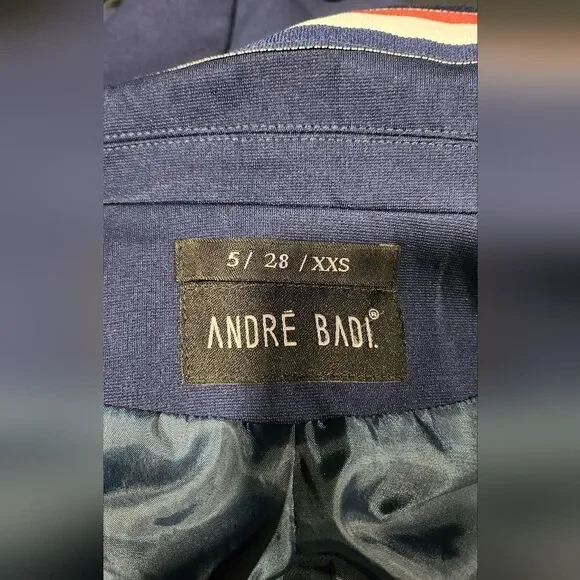 5/ 28 /XXS
ANDRÉ BADI.®